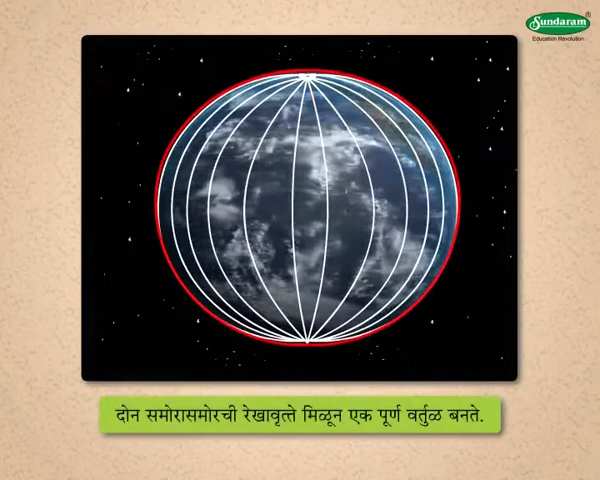 Sundaram®
Education Revolution
दोन समोरासमोरची रेखावृत्ते मिळून एक पूर्ण वर्तुळ बनते.